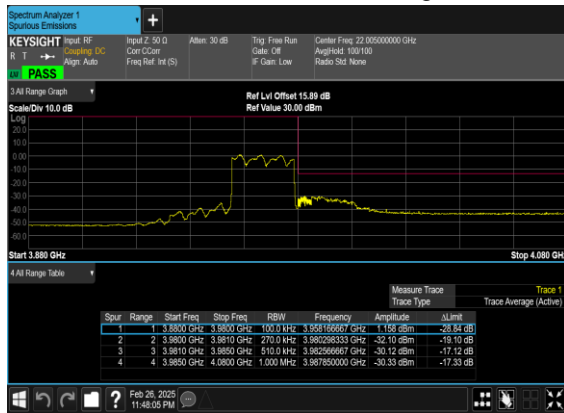 Spectrum Analyzer 1
Spurious Emissions
KEYSIGHT Input: RF Input Z: 50 Ω Atten: 30 dB Trig: Free Run Center Freq: 22.005000000 GHz
R T Coupling: DC Corr CCorr Gate: Off Avg|Hold: 100/100
Align: Auto Freq Ref: Int (S) IF Gain: Low Radio Std: None
PASS
3 All Range Graph
Ref Lvl Offset 15.89 dB
Scale/Div 10.0 dB Ref Value 30.00 dBm
Log
20.0
10.0
0.00
-10.0
-20.0
-30.0
-40.0
-50.0
-60.0
Start 3.880 GHz Stop 4.080 GH
4 All Range Table
Measure Trace Trace 1
Trace Type Trace Average (Active)
Spur Range Start Freq Stop Freq RBW Frequency Amplitude ΔLimit
1 1 3.8800 GHz 3.9800 GHz 100.0 kHz 3.958166667 GHz 1.158 dBm -28.84 dB
2 2 3.9800 GHz 3.9810 GHz 270.0 kHz 3.980298333 GHz -32.10 dBm -19.10 dB
3 3 3.9810 GHz 3.9850 GHz 510.0 kHz 3.982566667 GHz -30.12 dBm -17.12 dB
4 4 3.9850 GHz 4.0800 GHz 1.000 MHz 3.987850000 GHz -30.33 dBm -17.33 dB
Feb 26, 2025
11:48:05 PM